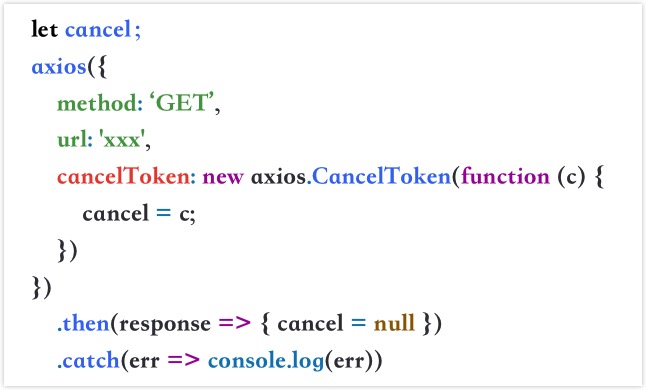 let cancel;
axios({
method: ‘GET’,
url: 'xxx',
cancelToken: new axios.CancelToken(function (c) {
cancel = c;
})
})
.then(response => { cancel = null })
.catch(err => console.log(err))